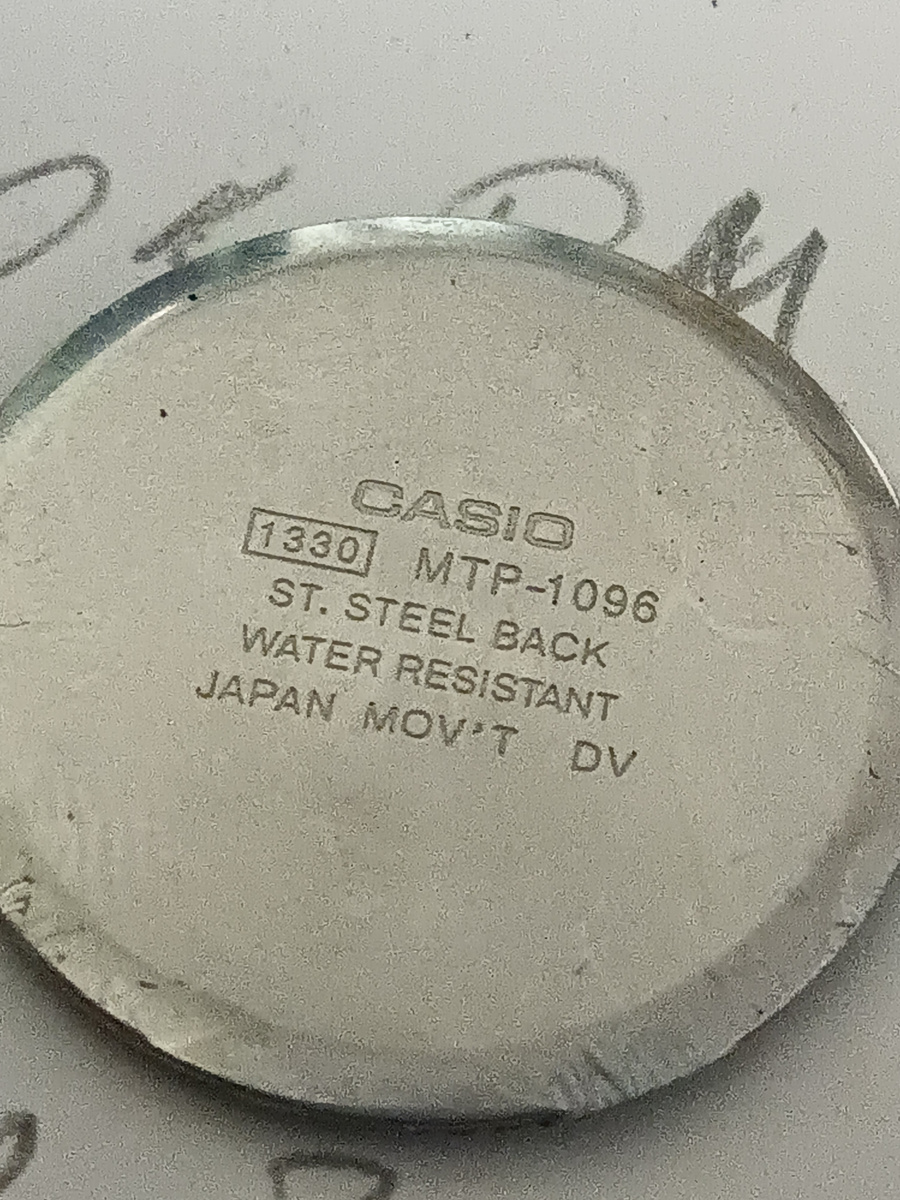 CASIO
1330 MTP-1096
ST. STEEL BACK
WATER RESISTANT
JAPAN MOV'T DV